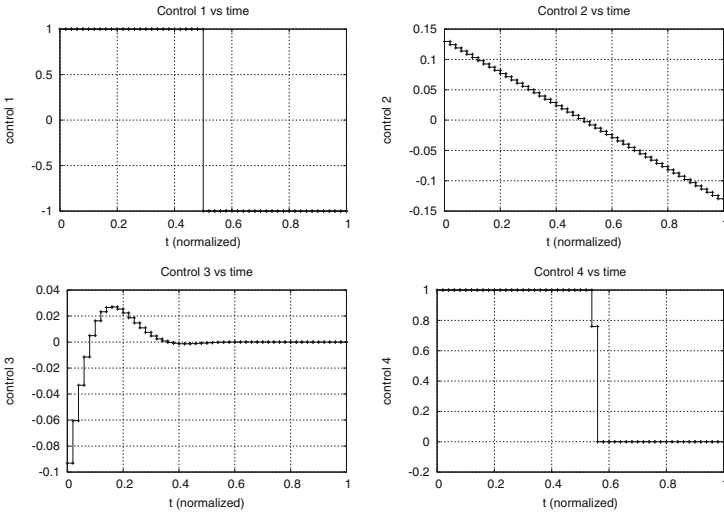 Control 1 vs time
1
0.5
0
-0.5
-1
control 1
0 0.2 0.4 0.6 0.8 1
t (normalized)
Control 2 vs time
0.15
0.1
0.05
0
-0.05
-0.1
-0.15
control 2
0 0.2 0.4 0.6 0.8 1
t (normalized)
Control 3 vs time
0.04
0.02
0
-0.02
-0.04
-0.06
-0.08
-0.1
control 3
0 0.2 0.4 0.6 0.8 1
t (normalized)
Control 4 vs time
1
0.8
0.6
0.4
0.2
0
-0.2
control 4
0 0.2 0.4 0.6 0.8 1
t (normalized)